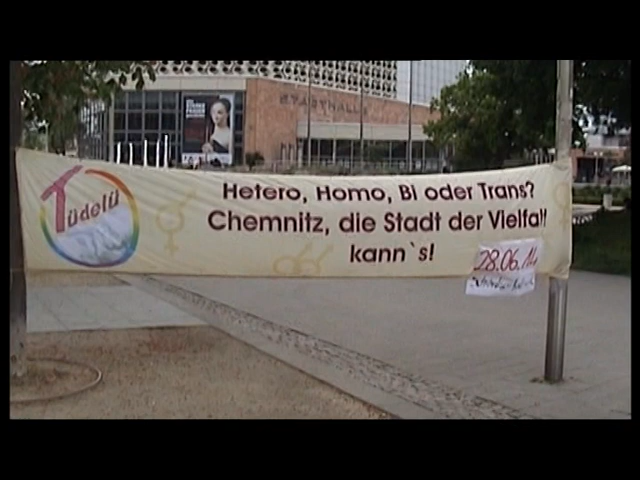 STADTHALLE
Tüdelü
Hetero, Homo, Bi oder Trans?
Chemnitz, die Stadt der Vielfalt
kann`s!
28.06.14